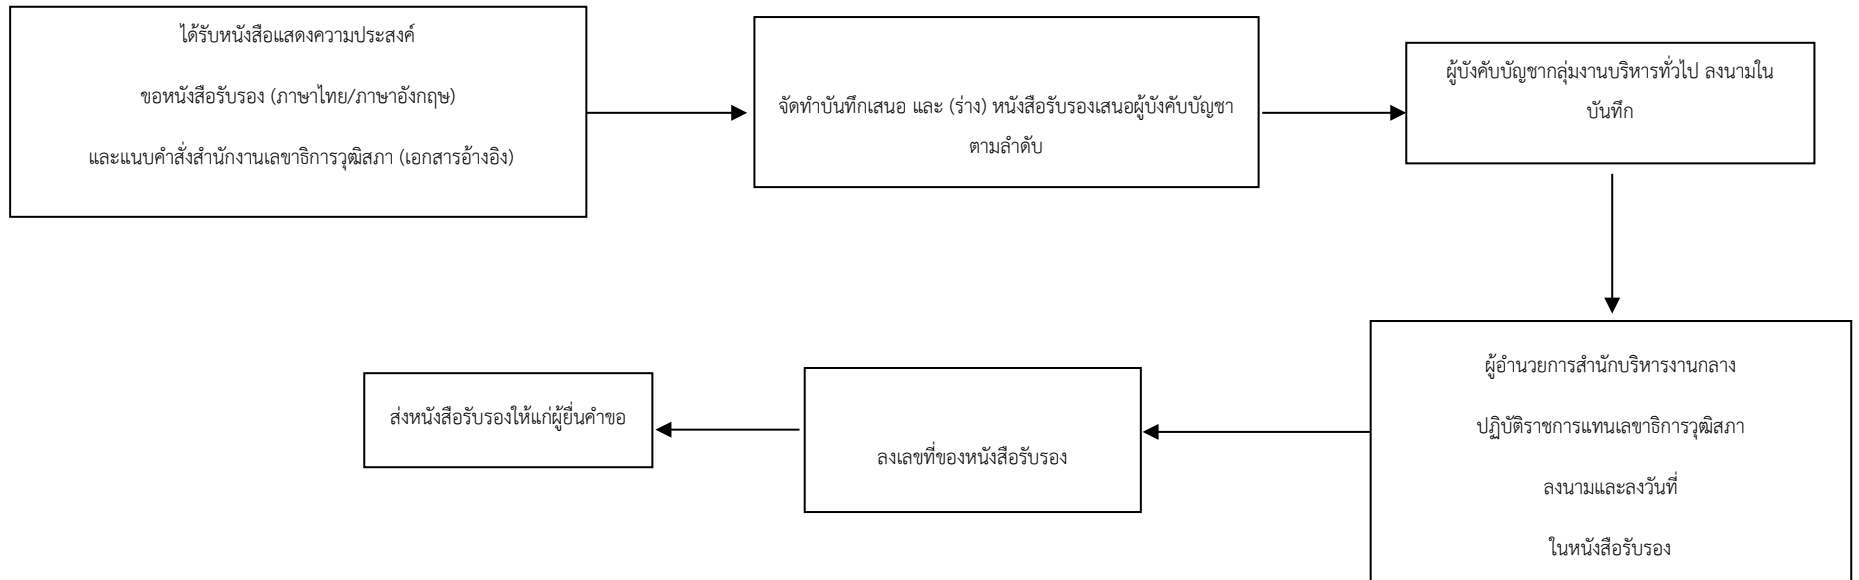 ได้รับหนังสือแสดงความประสงค์
ขอหนังสือรับรอง (ภาษาไทย/ภาษาอังกฤษ)
และแนบคำสั่งสำนักงานเลขาธิการวุฒิสภา (เอกสารอ้างอิง)
จัดทำบันทึกเสนอ และ (ร่าง) หนังสือรับรองเสนอผู้บังคับบัญชา
ตามลำดับ
ผู้บังคับบัญชากลุ่มงานบริหารทั่วไป ลงนามใน
บันทึก
ผู้อำนวยการสำนักบริหารงานกลาง
ปฏิบัติราชการแทนเลขาธิการวุฒิสภา
ลงนามและลงวันที่
ในหนังสือรับรอง
ลงเลขที่ของหนังสือรับรอง
ส่งหนังสือรับรองให้แก่ผู้ยื่นคำขอ